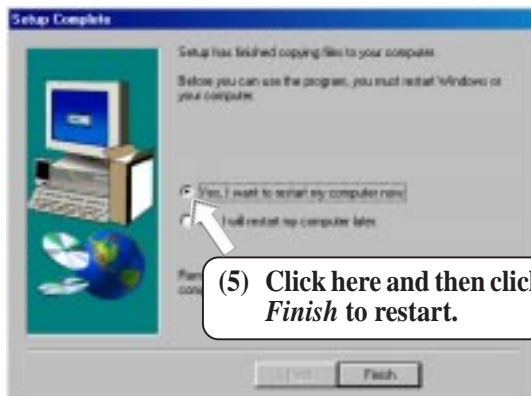 Setup Complete
Setup has finished copying files to your computer.
Before you can use the program, you must restart Windows or
your computer.
Yes, I want to restart my computer now.
I will restart my computer later.
(5) Click here and then click
Finish to restart.
Finish